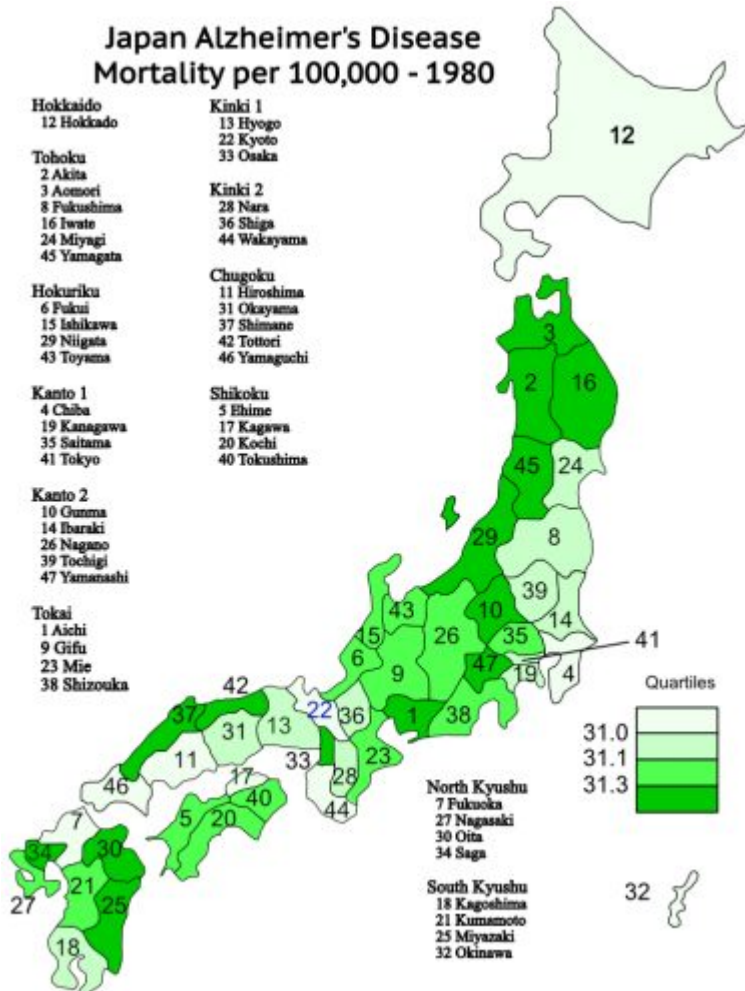 Japan Alzheimer's Disease
Mortality per 100,000 - 1980
Hokkaido
12 Hokkado
Tohoku
2 Akita
3 Aomori
8 Fukushima
16 Iwate
24 Miyagi
45 Yamagata
Hokuriku
6 Fukui
15 Ishikawa
29 Niigata
43 Toyama
Kanto 1
4 Chiba
19 Kanagawa
35 Saitama
41 Tokyo
Kanto 2
10 Gunma
14 Ibaraki
26 Nagano
39 Tochigi
47 Yamanashi
Tokai
1 Aichi
9 Gifu
23 Mie
38 Shizouka
Kinki 1
13 Hyogo
22 Kyoto
33 Osaka
Kinki 2
28 Nara
36 Shiga
44 Wakayama
Chugoku
11 Hiroshima
31 Okayama
37 Shimane
42 Tottori
46 Yamaguchi
Shikoku
5 Ehime
17 Kagawa
20 Kochi
40 Tokushima
12
3
2
16
45
24
29
8
39
10
14
43
26
35
41
15
6
9
47
19
4
42
22
36
1
38
37
31
13
11
33
28
23
46
17
44
5
20
40
7
34
30
21
27
25
18
Quartiles
31.0
31.1
31.3
North Kyushu
7 Fukuoka
27 Nagasaki
30 Oita
34 Saga
South Kyushu
18 Kagoshima
21 Kumamoto
25 Miyazaki
32 Okinawa
32